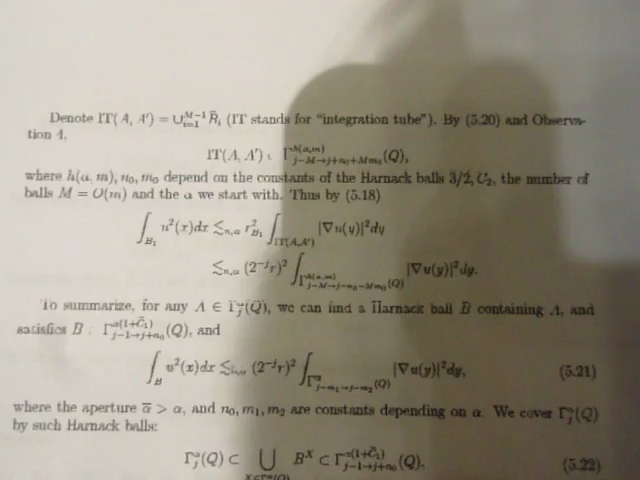 Denote IT(A, A′) = ∪_{i=1}^{M−1} R̃_i (IT stands for "integration tube"). By (5.20) and Observa-
tion 4,
IT(A, A′) ⊂ Γ^{h(α,m)}_{j−M→j+n_0+Mm_0}(Q),
where h(α, m), n_0, m_0 depend on the constants of the Harnack balls 3/2, C_2, the number of
balls M = O(m) and the α we start with. Thus by (5.18)
∫_{B_1} u²(x)dx ≲_{n,α} r²_{B_1} ∫_{IT(A,A′)} |∇u(y)|²dy
≲_{n,α} (2^{−j}r)² ∫_{Γ^{h(α,m)}_{j−M→j+n_0+Mm_0}(Q)} |∇u(y)|²dy.
To summarize, for any A ∈ Γ^α_j(Q), we can find a Harnack ball B containing A, and
satisfies B ⊂ Γ^{α(1+C̃_1)}_{j−1→j+n_0}(Q), and
∫_B u²(x)dx ≲_{n,α} (2^{−j}r)² ∫_{Γ^{α̅}_{j−m_1→j+m_2}(Q)} |∇u(y)|²dy, (5.21)
where the aperture α̅ > α, and n_0, m_1, m_2 are constants depending on α. We cover Γ^α_j(Q)
by such Harnack balls:
Γ^α_j(Q) ⊂ ∪_{X∈Γ^α_j(Q)} B^X ⊂ Γ^{α(1+C̃_1)}_{j−1→j+n_0}(Q), (5.22)